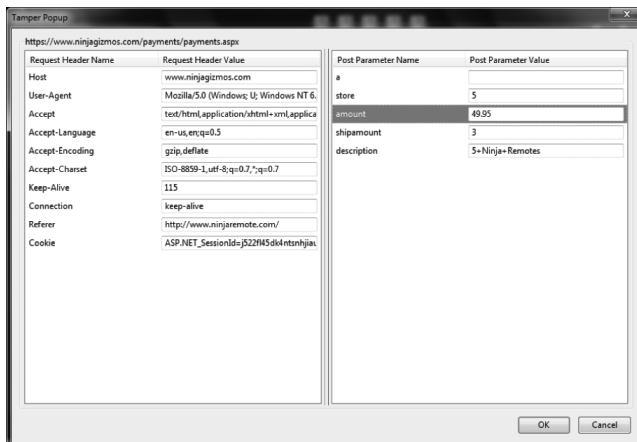 Tamper Popup
x
https://www.ninjagizmos.com/payments/payments.aspx
Request Header Name Request Header Value
Host www.ninjagizmos.com
User-Agent Mozilla/5.0 (Windows; U; Windows NT 6.
Accept text/html,application/xhtml+xml,applica
Accept-Language en-us,en;q=0.5
Accept-Encoding gzip,deflate
Accept-Charset ISO-8859-1,utf-8;q=0.7,*;q=0.7
Keep-Alive 115
Connection keep-alive
Referer http://www.ninjaremote.com/
Cookie ASP.NET_SessionId=j522fl45dk4ntsnhjiau
Post Parameter Name Post Parameter Value
a
store 5
amount 49.95
shipamount 3
description 5+Ninja+Remotes
OK Cancel